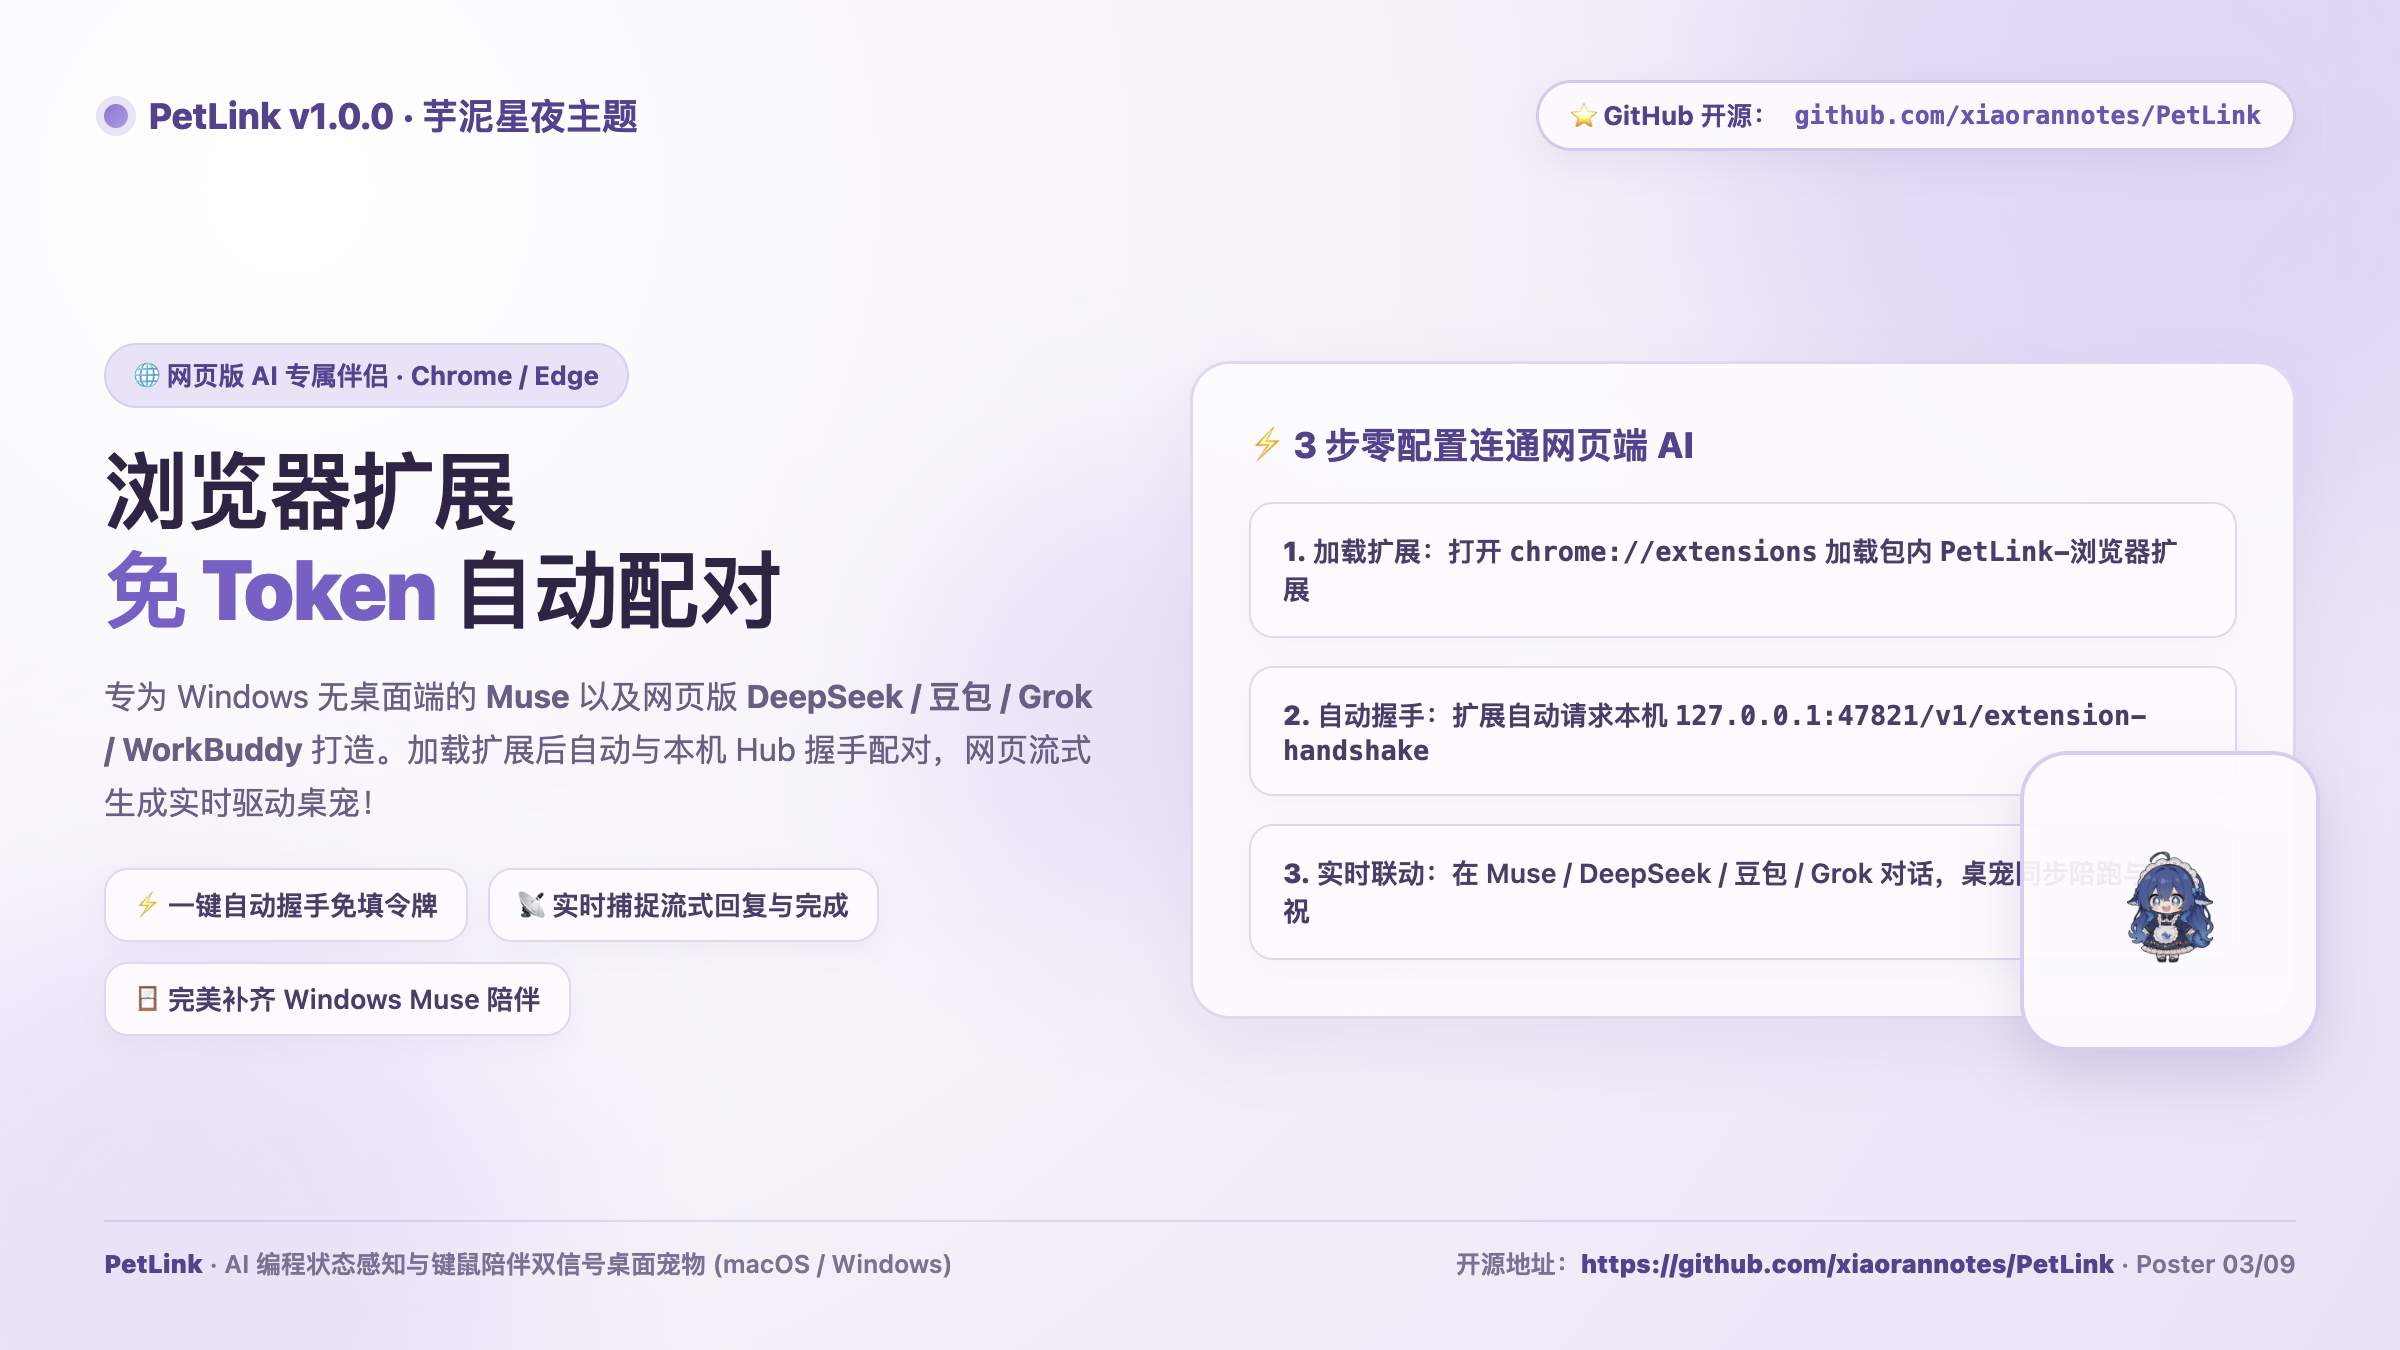 PetLink v1.0.0 · 芋泥星夜主题
⭐ GitHub 开源： github.com/xiaorannotes/PetLink
🌐 网页版 AI 专属伴侣 · Chrome / Edge
浏览器扩展
免 Token 自动配对
专为 Windows 无桌面端的 Muse 以及网页版 DeepSeek / 豆包 / Grok
/ WorkBuddy 打造。加载扩展后自动与本机 Hub 握手配对，网页流式
生成实时驱动桌宠！
⚡ 一键自动握手免填令牌
📡 实时捕捉流式回复与完成
🪟 完美补齐 Windows Muse 陪伴
⚡ 3 步零配置连通网页端 AI
1. 加载扩展：打开 chrome://extensions 加载包内 PetLink-浏览器扩
展
2. 自动握手：扩展自动请求本机 127.0.0.1:47821/v1/extension-
handshake
3. 实时联动：在 Muse / DeepSeek / 豆包 / Grok 对话，桌宠同步陪跑与
祝
PetLink · AI 编程状态感知与键鼠陪伴双信号桌面宠物 (macOS / Windows)
开源地址：https://github.com/xiaorannotes/PetLink · Poster 03/09